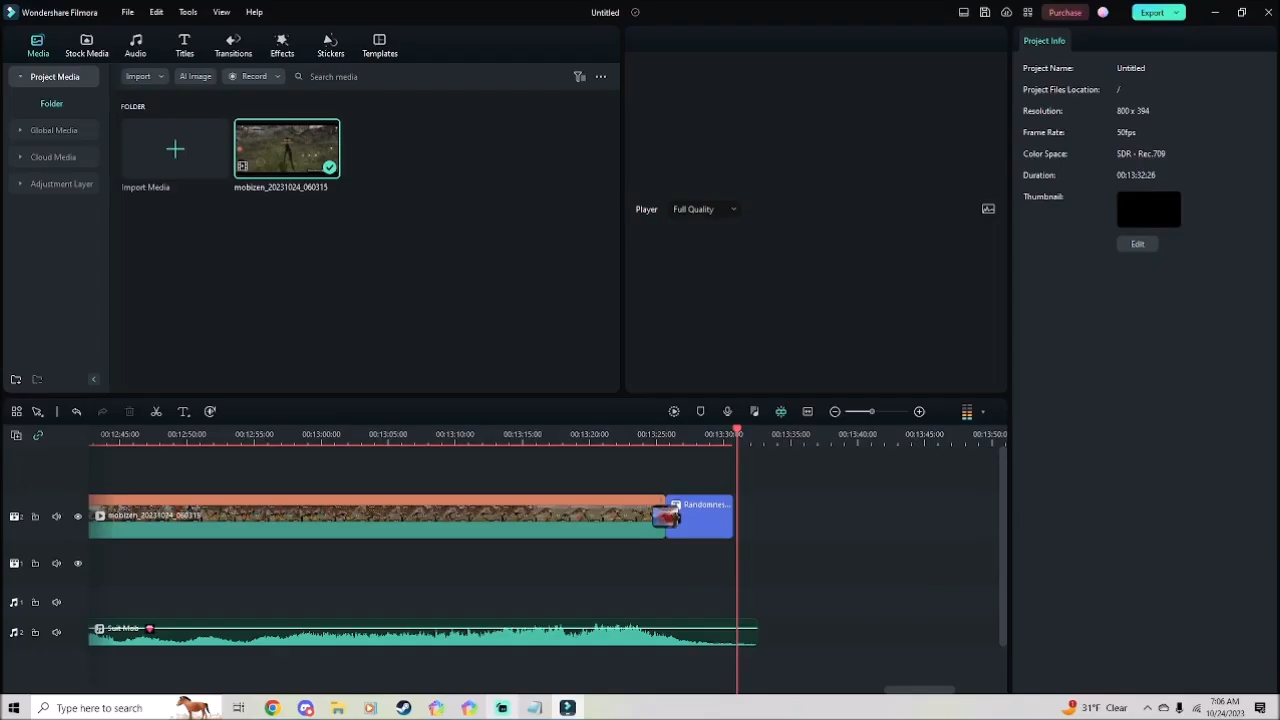 Wondershare Filmora File Edit Tools View Help Untitled Purchase Export
Media Stock Media Audio Titles Transitions Effects Stickers Templates
Project Media
Folder
Global Media
Cloud Media
Adjustment Layer
Import AI Image Record Search media
FOLDER
Import Media mobizen_20231024_060315
Player Full Quality
Project Info
Project Name: Untitled
Project Files Location: /
Resolution: 800 x 394
Frame Rate: 50fps
Color Space: SDR - Rec.709
Duration: 00:13:32:26
Thumbnail:
Edit
00:12:45:00 00:12:50:00 00:12:55:00 00:13:00:00 00:13:05:00 00:13:10:00 00:13:15:00 00:13:20:00 00:13:25:00 00:13:30:00 00:13:35:00 00:13:40:00 00:13:45:00 00:13:50:0
mobizen_20231024_060315 Randomnes...
2
1
1
2 Suit Mob
Type here to search 1 31°F Clear 7:06 AM
10/24/2023